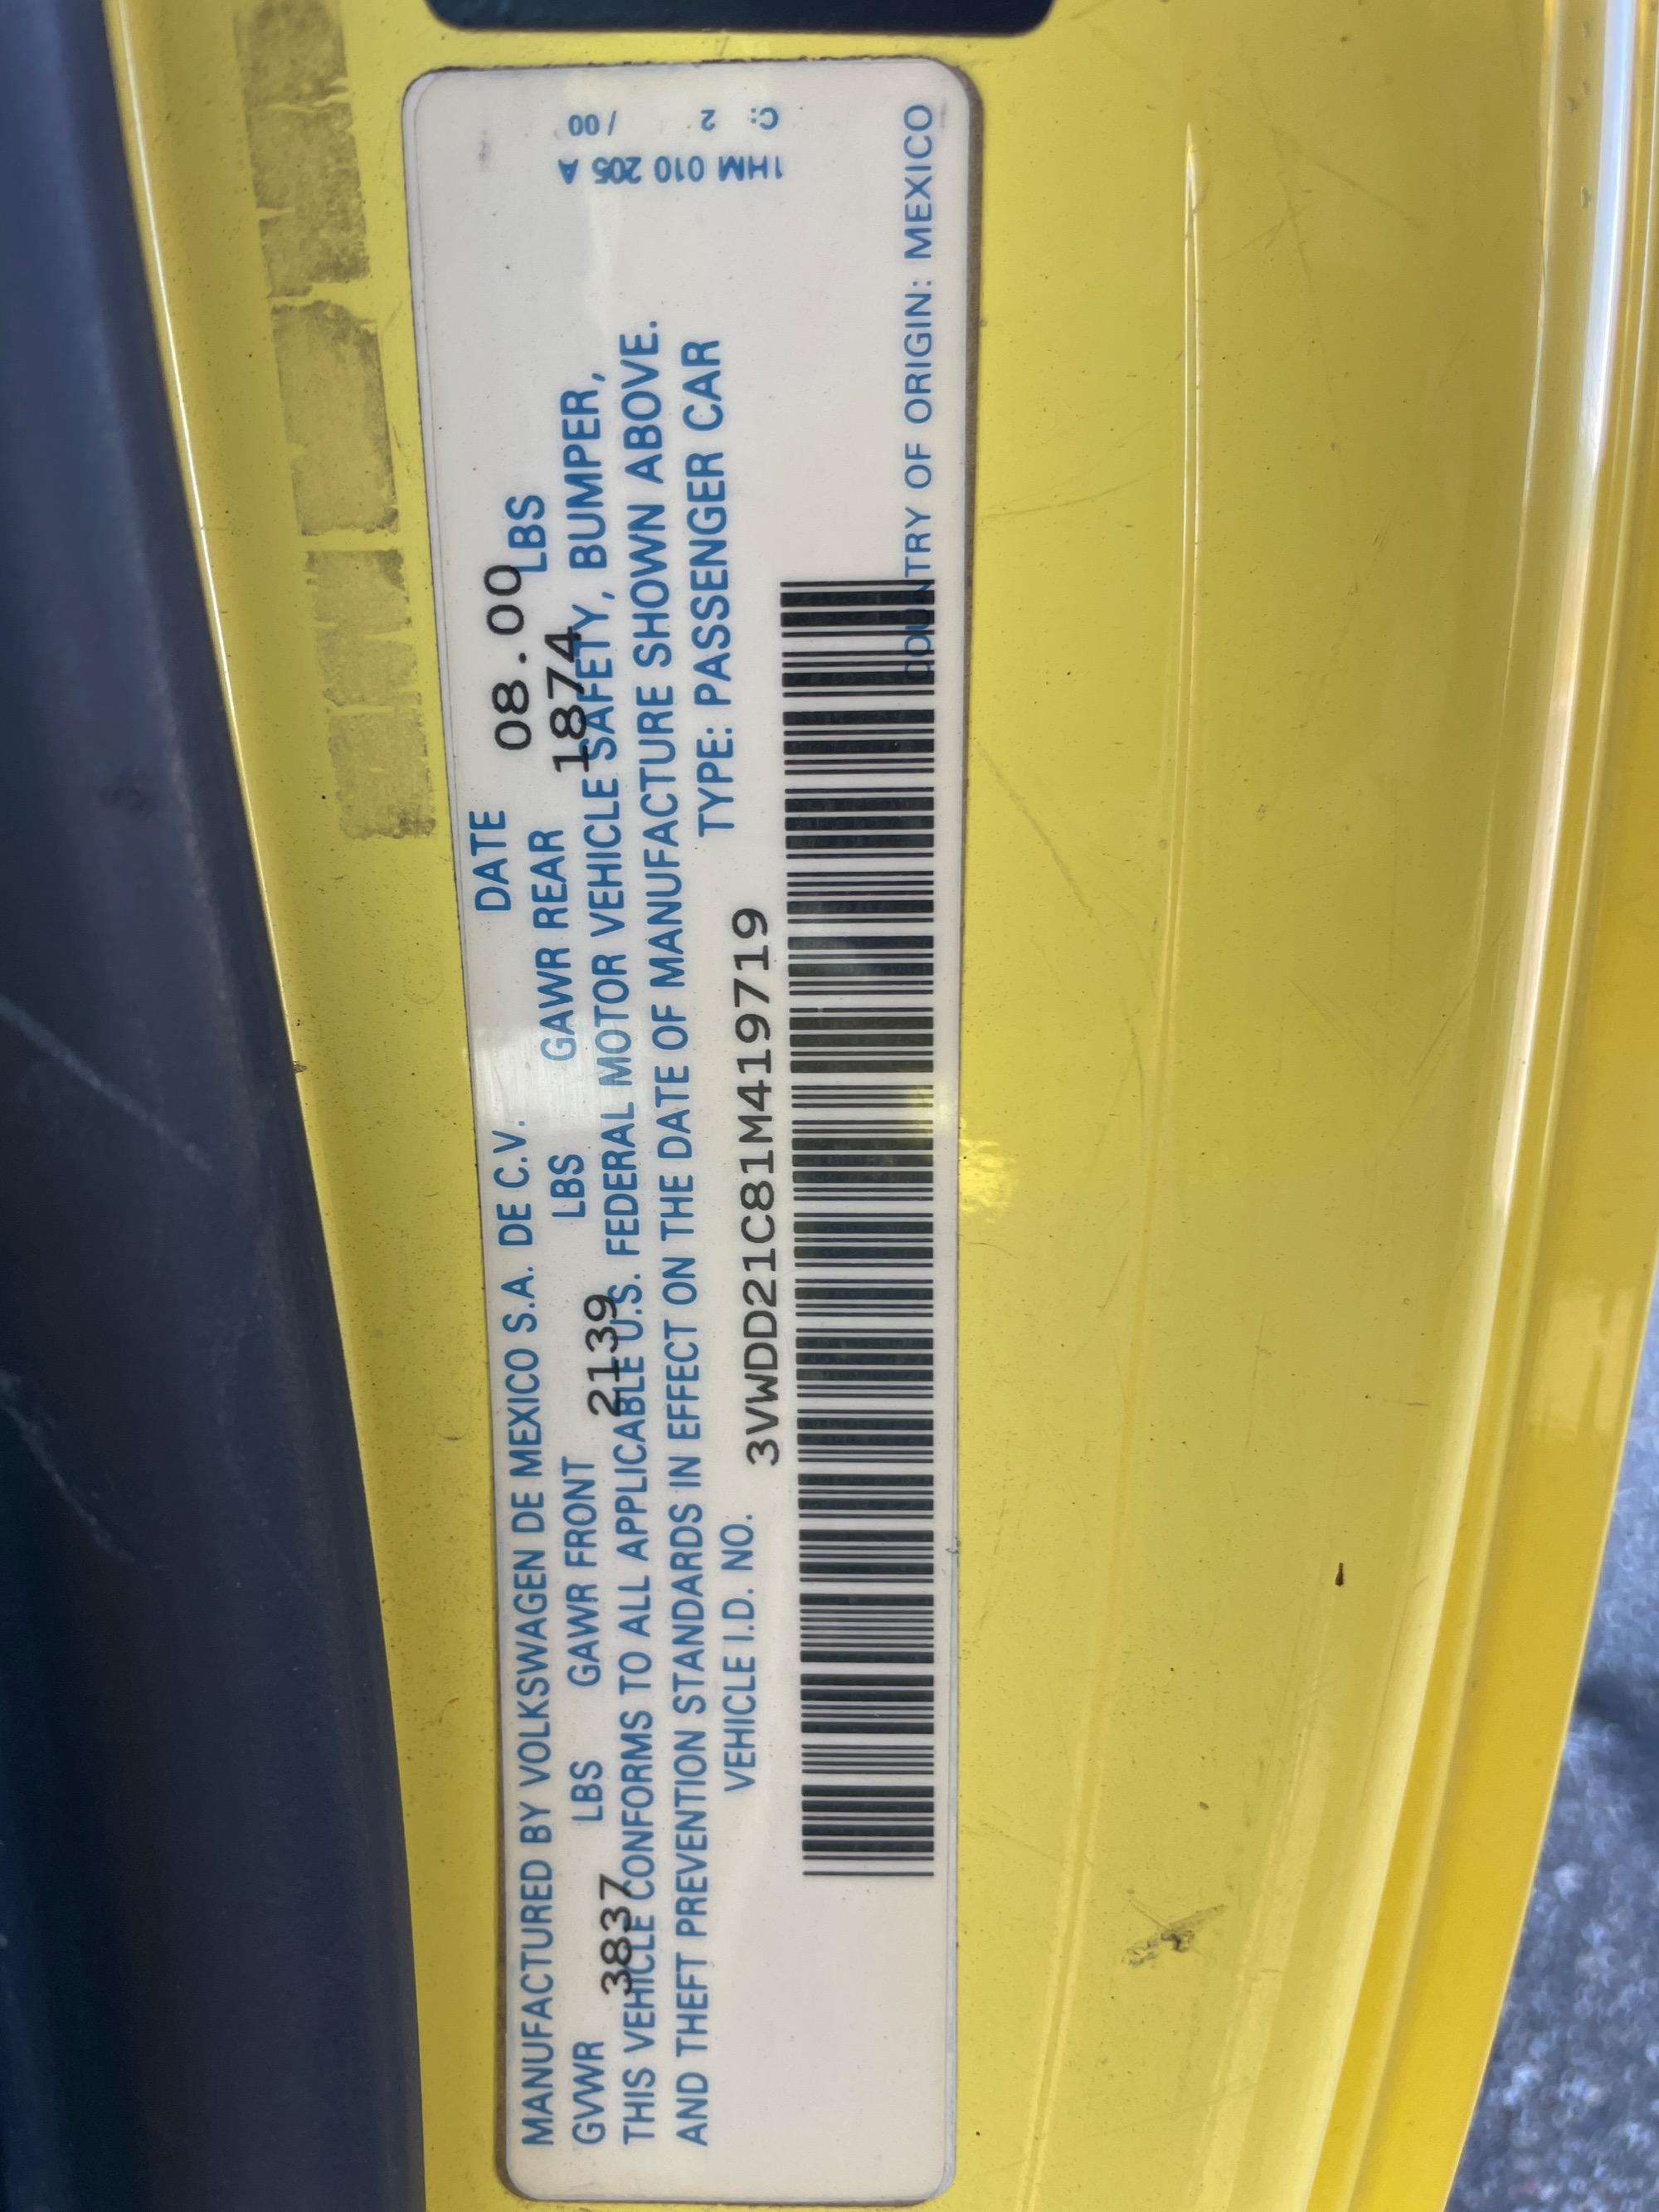 MANUFACTURED BY VOLKSWAGEN DE MEXICO S.A. DE C.V. DATE 08.00
GVWR 3837 LBS GAWR FRONT 2139 LBS GAWR REAR 1874 LBS
THIS VEHICLE CONFORMS TO ALL APPLICABLE U.S. FEDERAL MOTOR VEHICLE SAFETY, BUMPER,
AND THEFT PREVENTION STANDARDS IN EFFECT ON THE DATE OF MANUFACTURE SHOWN ABOVE.
VEHICLE I.D. NO. 3VWDD21C81M419719 TYPE: PASSENGER CAR
COUNTRY OF ORIGIN: MEXICO
1HM 010 205 A
C: 2 /00